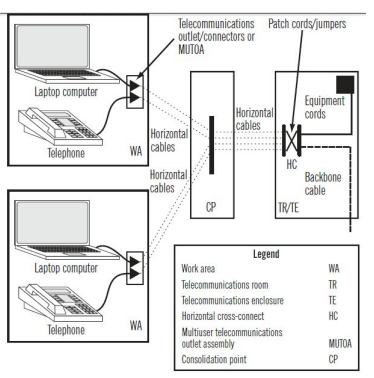 Telecommunications
outlet/connectors or
MUTOA
Patch cords/jumpers
Laptop computer
Telephone
WA
Horizontal
cables
Horizontal
cables
Horizontal
cables
Equipment
cords
HC
Backbone
cable
CP
TR/TE
Laptop computer
Telephone
WA
Legend
Work area WA
Telecommunications room TR
Telecommunications enclosure TE
Horizontal cross-connect HC
Multiuser telecommunications
outlet assembly MUTOA
Consolidation point CP